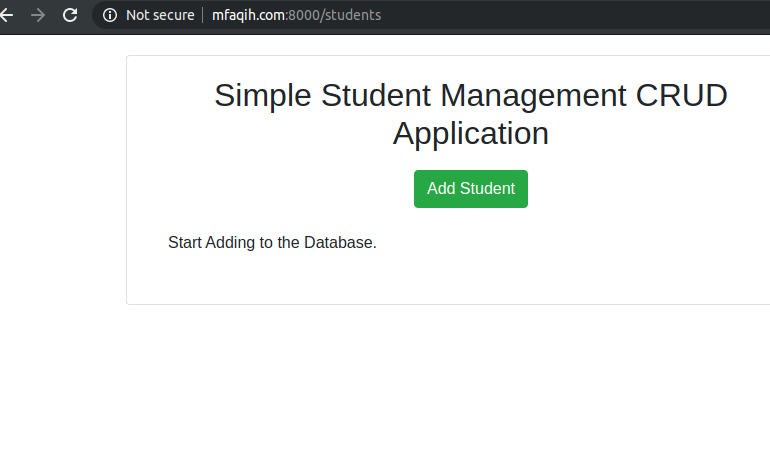 Not secure mfaqih.com:8000/students
Simple Student Management CRUD
Application
Add Student
Start Adding to the Database.